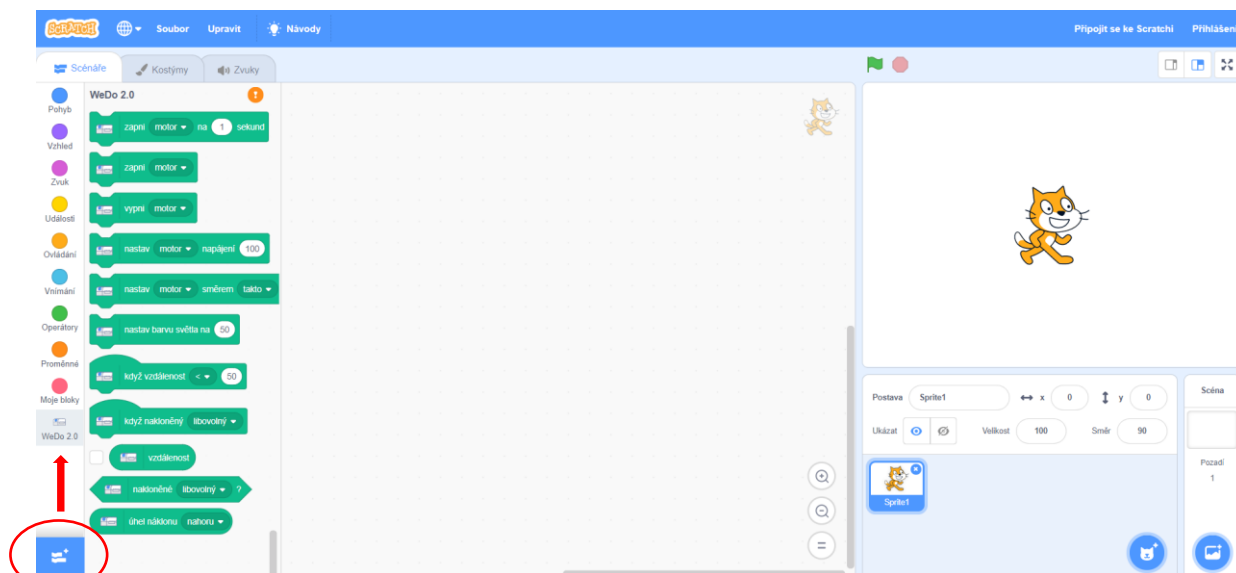 SCRATCH Soubor Upravit Návody Připojit se ke Scratchi Přihlášení
Scénáře Kostýmy Zvuky
Pohyb
Vzhled
Zvuk
Události
Ovládání
Vnímání
Operátory
Proměnné
Moje bloky
WeDo 2.0
WeDo 2.0
zapni motor na 1 sekund
zapni motor
vypni motor
nastav motor napájení 100
nastav motor směrem takto
nastav barvu světla na 50
když vzdálenost < 50
když nakloněný libovolný
vzdálenost
nakloněné libovolný ?
úhel náklonu nahoru
Postava Sprite1 x 0 y 0
Ukázat Velikost 100 Směr 90
Sprite1
Scéna
Pozadí
1